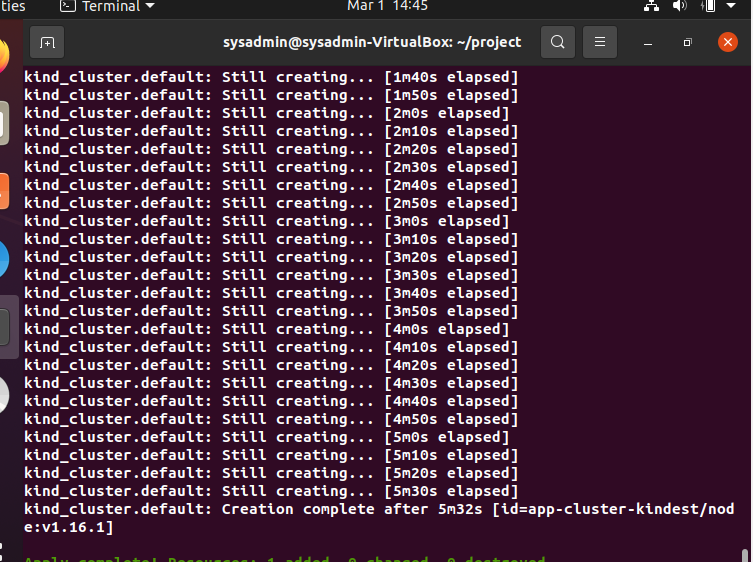 ties Terminal Mar 1 14:45
sysadmin@sysadmin-VirtualBox: ~/project
kind_cluster.default: Still creating... [1m40s elapsed]
kind_cluster.default: Still creating... [1m50s elapsed]
kind_cluster.default: Still creating... [2m0s elapsed]
kind_cluster.default: Still creating... [2m10s elapsed]
kind_cluster.default: Still creating... [2m20s elapsed]
kind_cluster.default: Still creating... [2m30s elapsed]
kind_cluster.default: Still creating... [2m40s elapsed]
kind_cluster.default: Still creating... [2m50s elapsed]
kind_cluster.default: Still creating... [3m0s elapsed]
kind_cluster.default: Still creating... [3m10s elapsed]
kind_cluster.default: Still creating... [3m20s elapsed]
kind_cluster.default: Still creating... [3m30s elapsed]
kind_cluster.default: Still creating... [3m40s elapsed]
kind_cluster.default: Still creating... [3m50s elapsed]
kind_cluster.default: Still creating... [4m0s elapsed]
kind_cluster.default: Still creating... [4m10s elapsed]
kind_cluster.default: Still creating... [4m20s elapsed]
kind_cluster.default: Still creating... [4m30s elapsed]
kind_cluster.default: Still creating... [4m40s elapsed]
kind_cluster.default: Still creating... [4m50s elapsed]
kind_cluster.default: Still creating... [5m0s elapsed]
kind_cluster.default: Still creating... [5m10s elapsed]
kind_cluster.default: Still creating... [5m20s elapsed]
kind_cluster.default: Still creating... [5m30s elapsed]
kind_cluster.default: Creation complete after 5m32s [id=app-cluster-kindest/nod
e:v1.16.1]
Apply complete! Resources: 1 added, 0 changed, 0 destroyed.